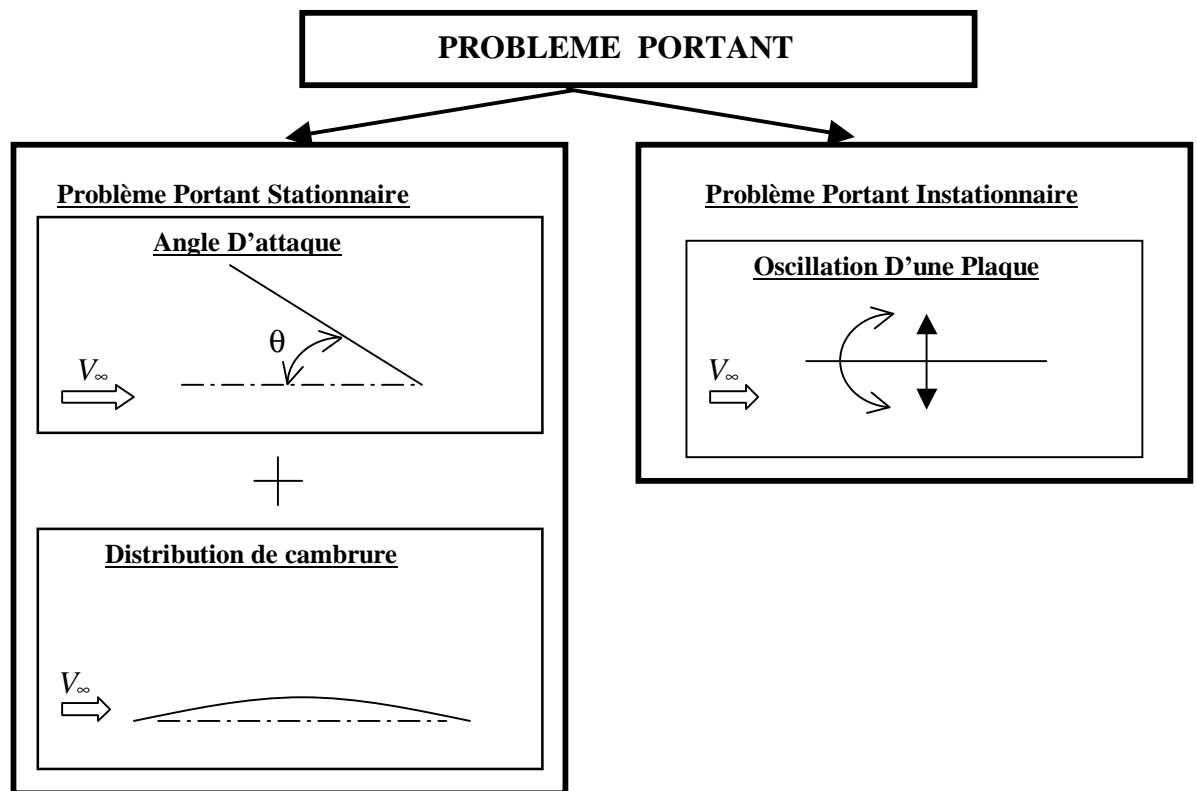 PROBLEME PORTANT
Problème Portant Stationnaire
Angle D’attaque
θ
V∞
Distribution de cambrure
V∞
Problème Portant Instationnaire
Oscillation D’une Plaque
V∞